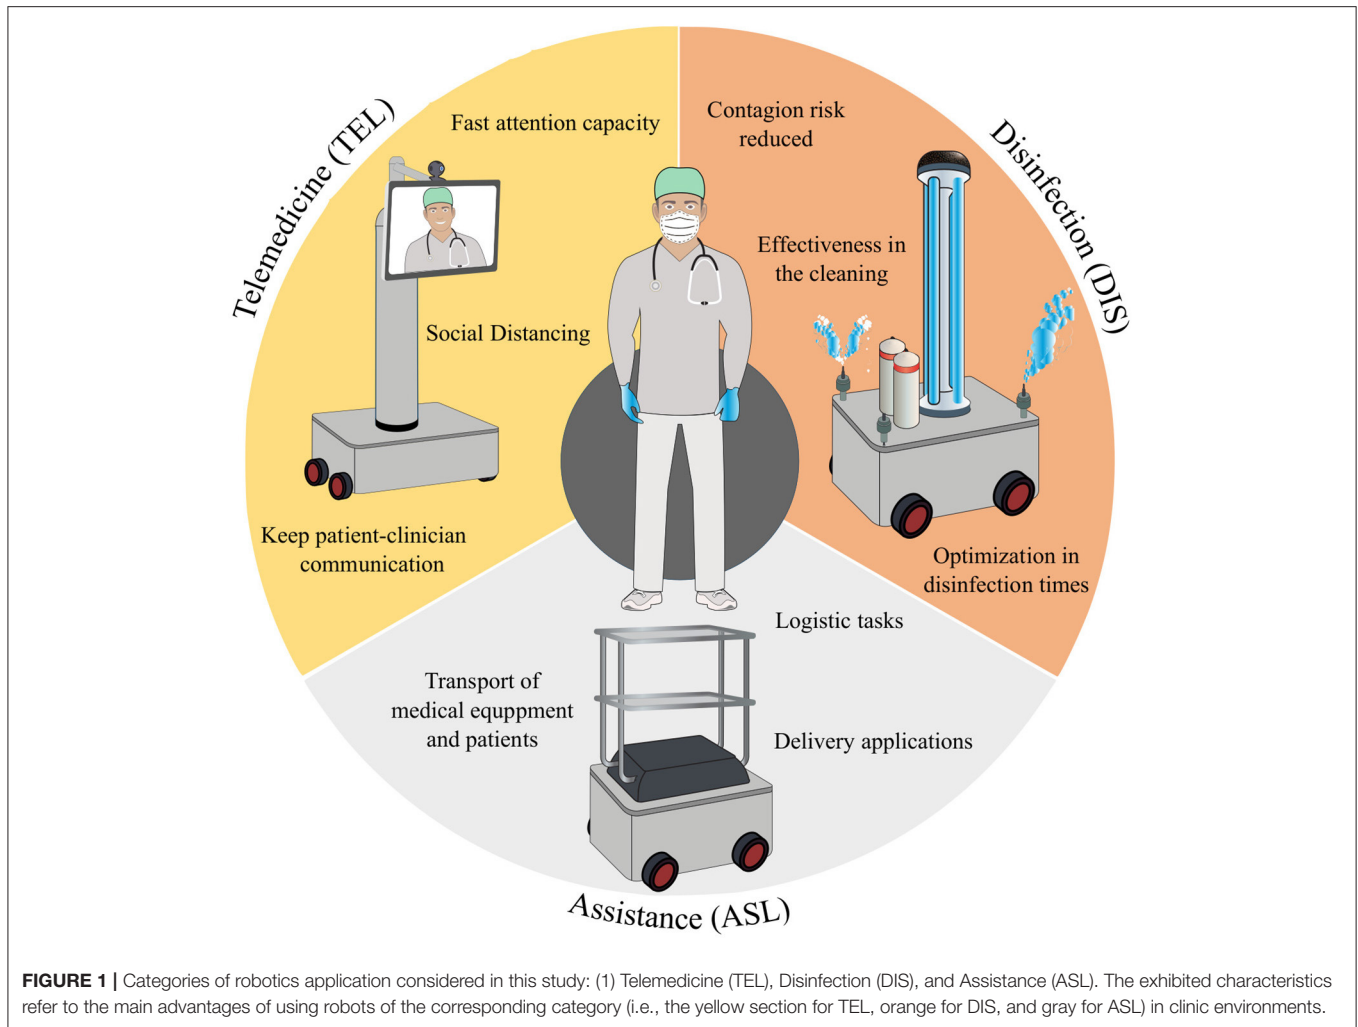 Telemedicine (TEL)
Fast attention capacity
Social Distancing
Keep patient-clinician
communication
Disinfection (DIS)
Contagion risk
reduced
Effectiveness in
the cleaning
Optimization in
disinfection times
Logistic tasks
Transport of
medical equppment
and patients
Delivery applications
Assistance (ASL)
FIGURE 1 | Categories of robotics application considered in this study: (1) Telemedicine (TEL), Disinfection (DIS), and Assistance (ASL). The exhibited characteristics
refer to the main advantages of using robots of the corresponding category (i.e., the yellow section for TEL, orange for DIS, and gray for ASL) in clinic environments.